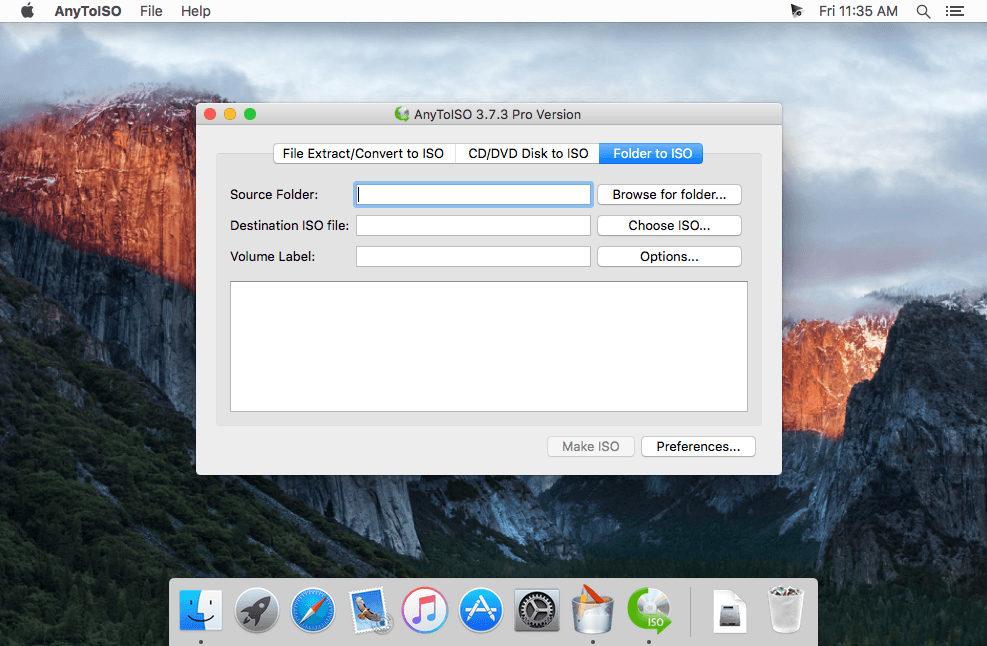 AnyToISO File Help Fri 11:35 AM
AnyToISO 3.7.3 Pro Version
File Extract/Convert to ISO CD/DVD Disk to ISO Folder to ISO
Source Folder: Browse for folder...
Destination ISO file: Choose ISO...
Volume Label: Options...
Make ISO Preferences...
ISO